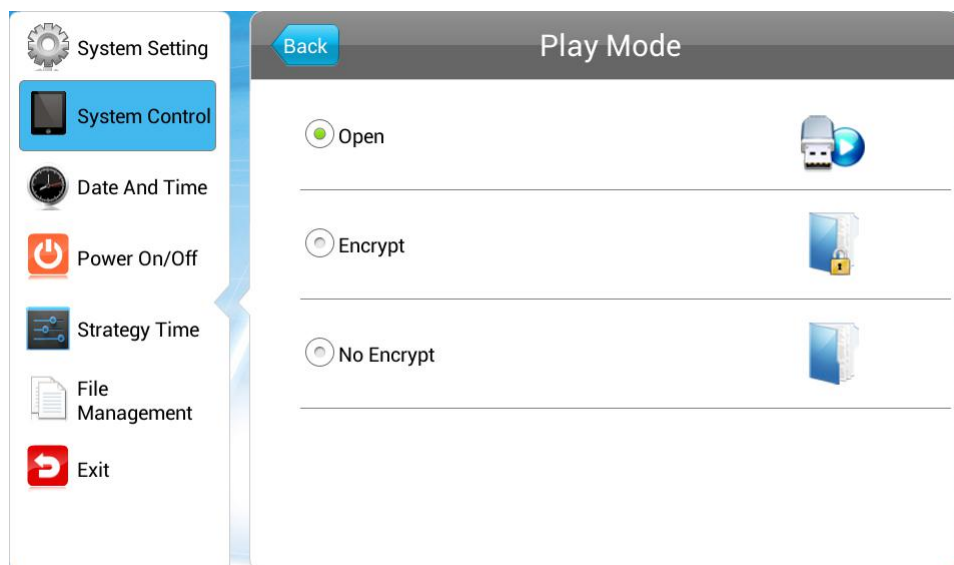 System Setting
System Control
Date And Time
Power On/Off
Strategy Time
File
Management
Exit
Back
Play Mode
Open
Encrypt
No Encrypt